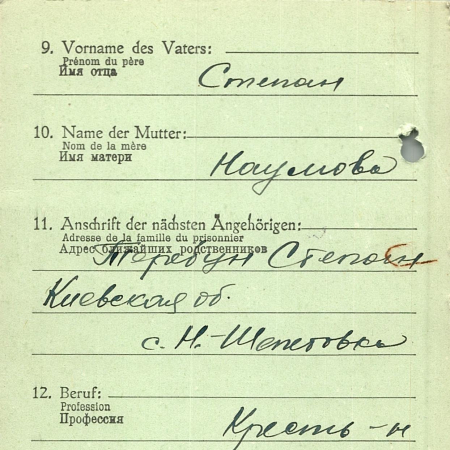 9. Vorname des Vaters:
Prénom du père
Имя отца
Степан
10. Name der Mutter:
Nom de la mère
Имя матери
Наумова
11. Anschrift der nächsten Angehörigen:
Adresse de la famille du prisonnier
Адрес ближайших родственников
Теребун Степан
Киевская об.
с. Н-Шепетовка
12. Beruf:
Profession
Профессия
Кресть-н